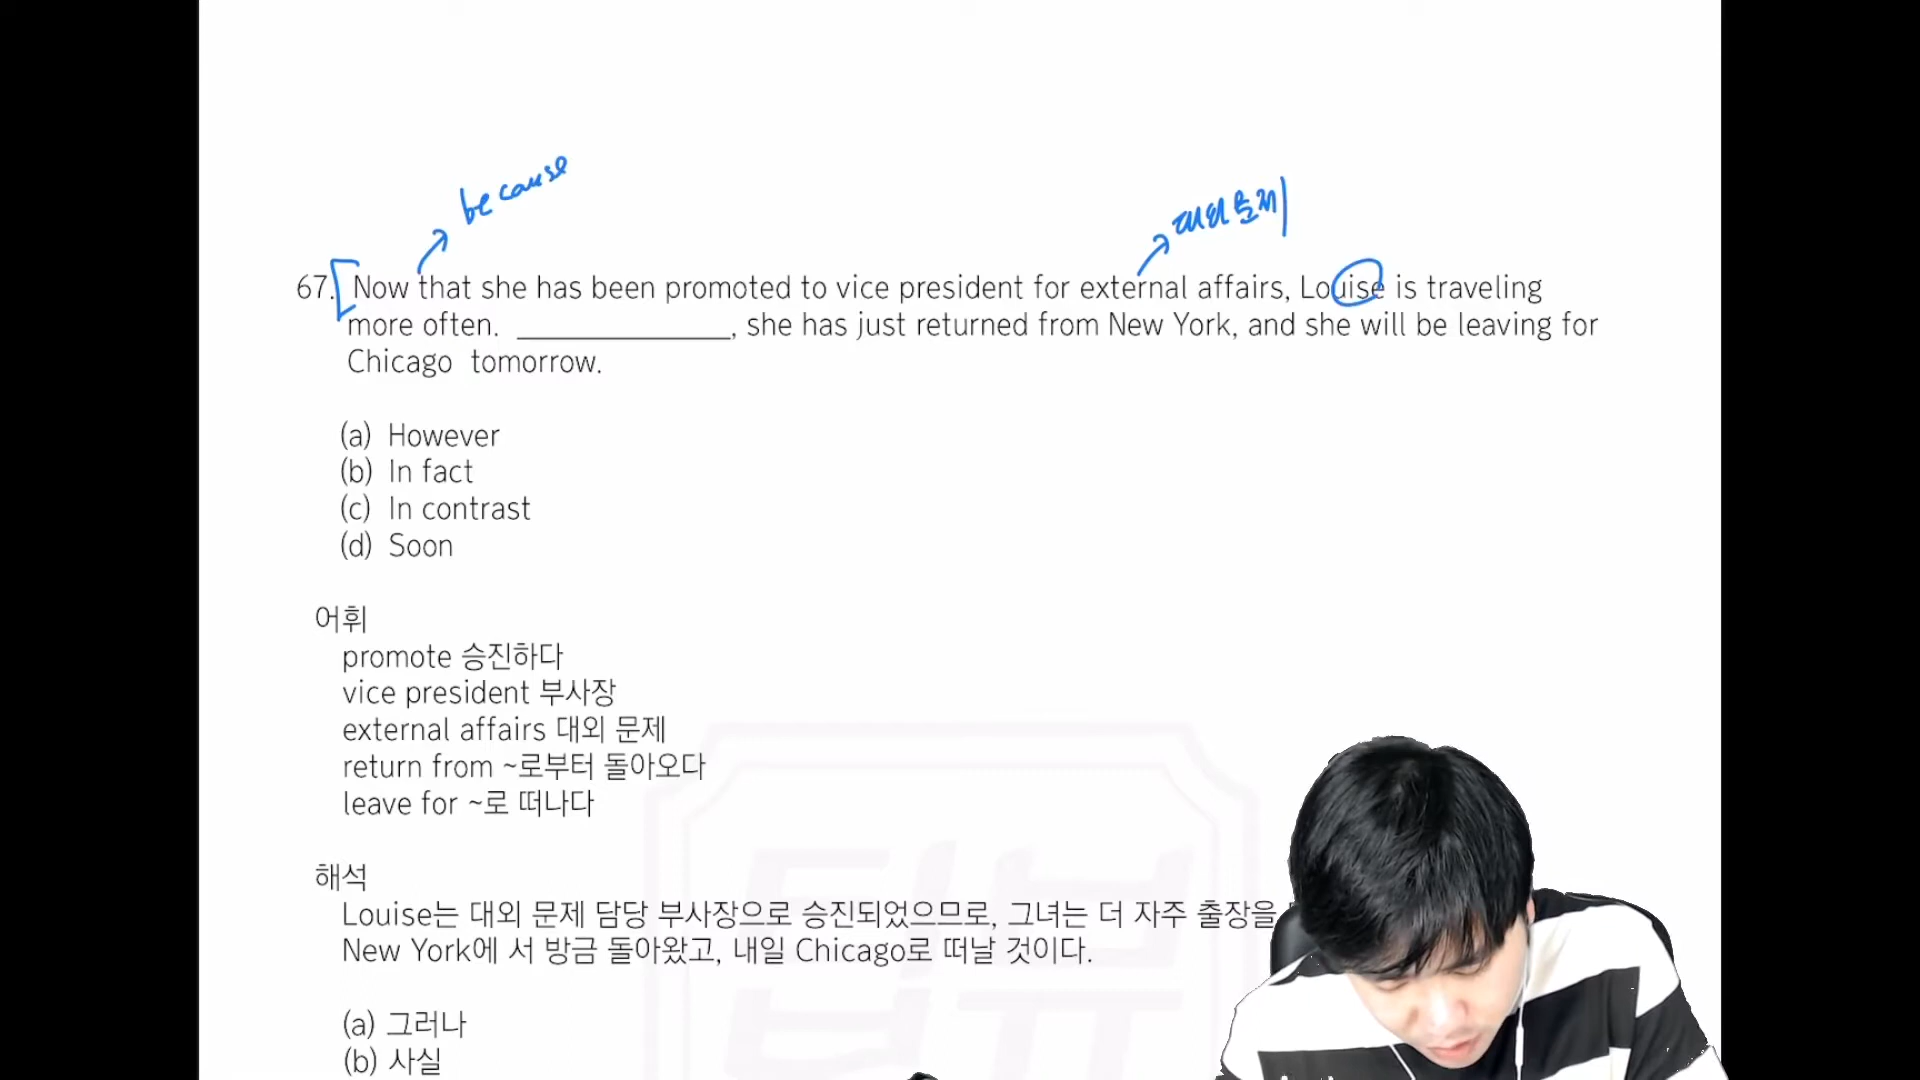 because
대외문제
67. Now that she has been promoted to vice president for external affairs, Louise is traveling
more often. ______________, she has just returned from New York, and she will be leaving for
Chicago tomorrow.
(a) However
(b) In fact
(c) In contrast
(d) Soon
어휘
promote 승진하다
vice president 부사장
external affairs 대외 문제
return from ~로부터 돌아오다
leave for ~로 떠나다
해석
Louise는 대외 문제 담당 부사장으로 승진되었으므로, 그녀는 더 자주 출장을
New York에 서 방금 돌아왔고, 내일 Chicago로 떠날 것이다.
(a) 그러나
(b) 사실